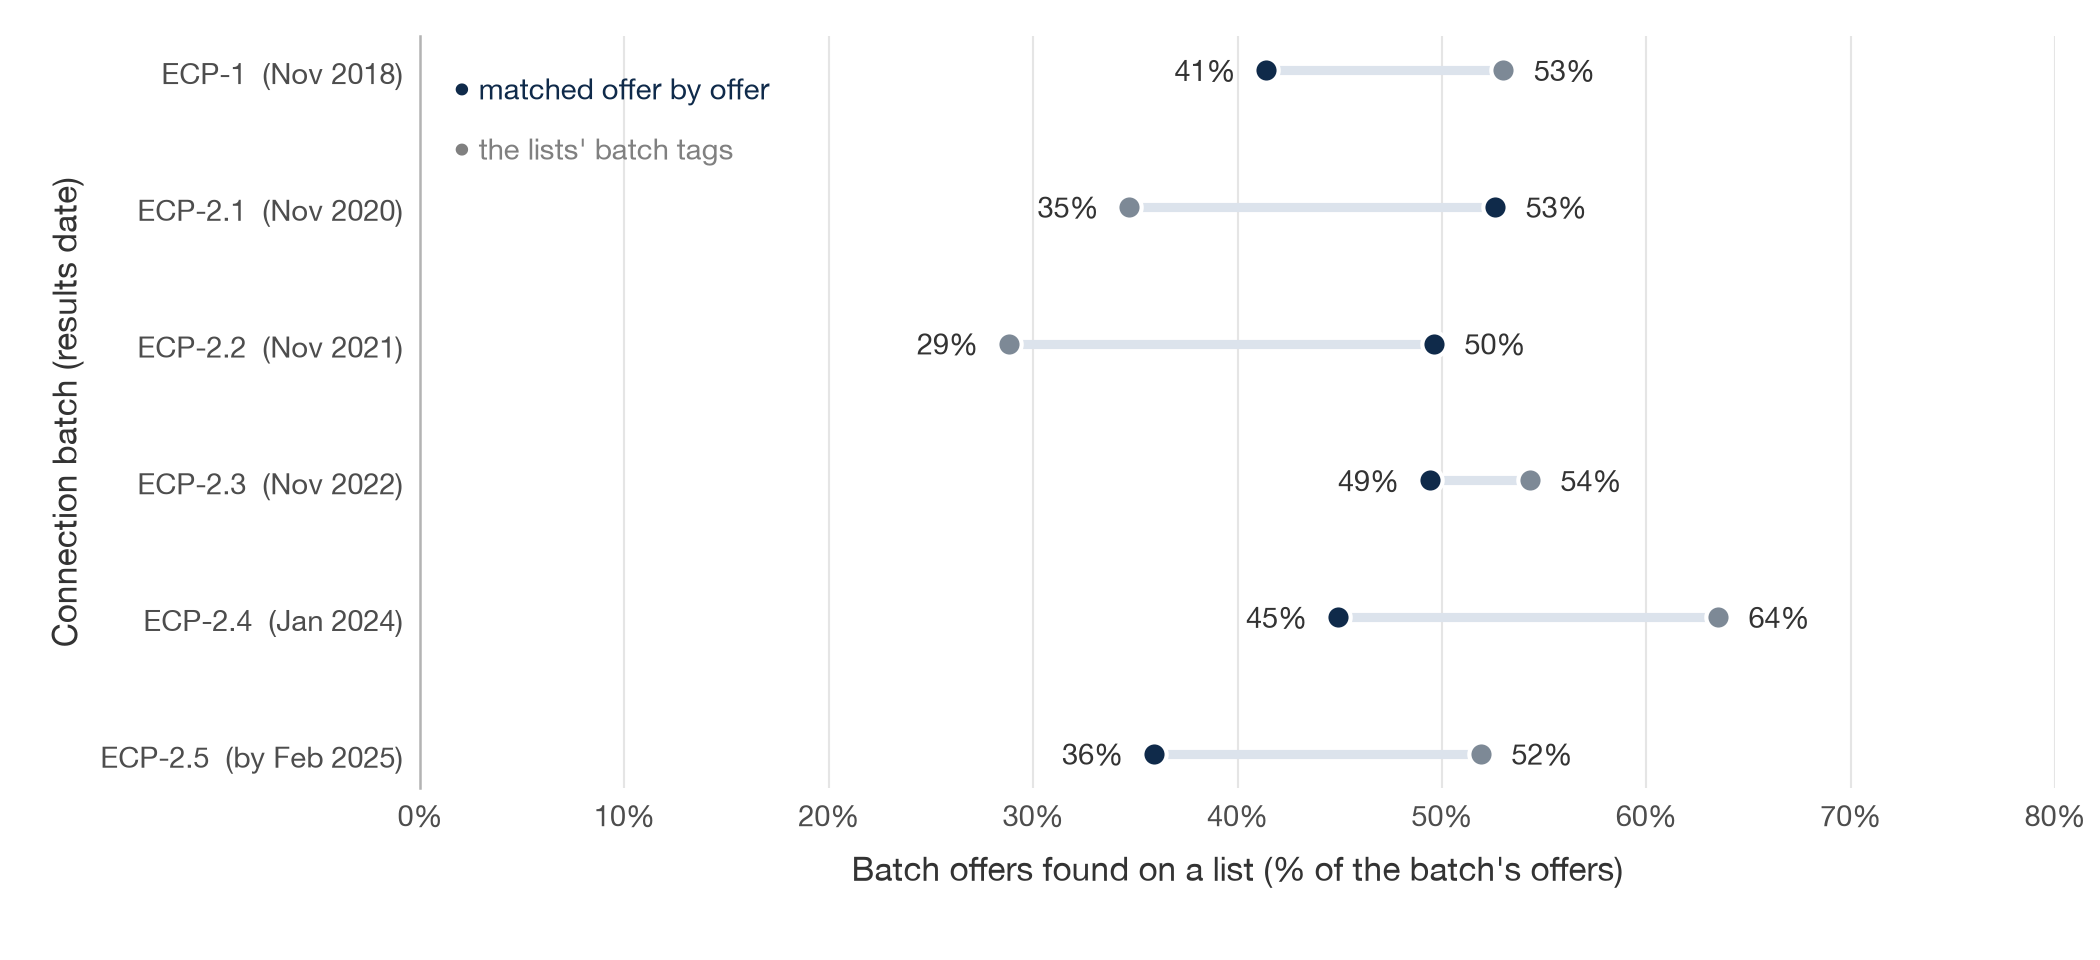 ECP-1 (Nov 2018)
41%
53%
matched offer by offer
the lists' batch tags
ECP-2.1 (Nov 2020)
35%
53%
ECP-2.2 (Nov 2021)
29%
50%
ECP-2.3 (Nov 2022)
49%
54%
ECP-2.4 (Jan 2024)
45%
64%
ECP-2.5 (by Feb 2025)
36%
52%
Connection batch (results date)
0% 10% 20% 30% 40% 50% 60% 70% 80%
Batch offers found on a list (% of the batch's offers)